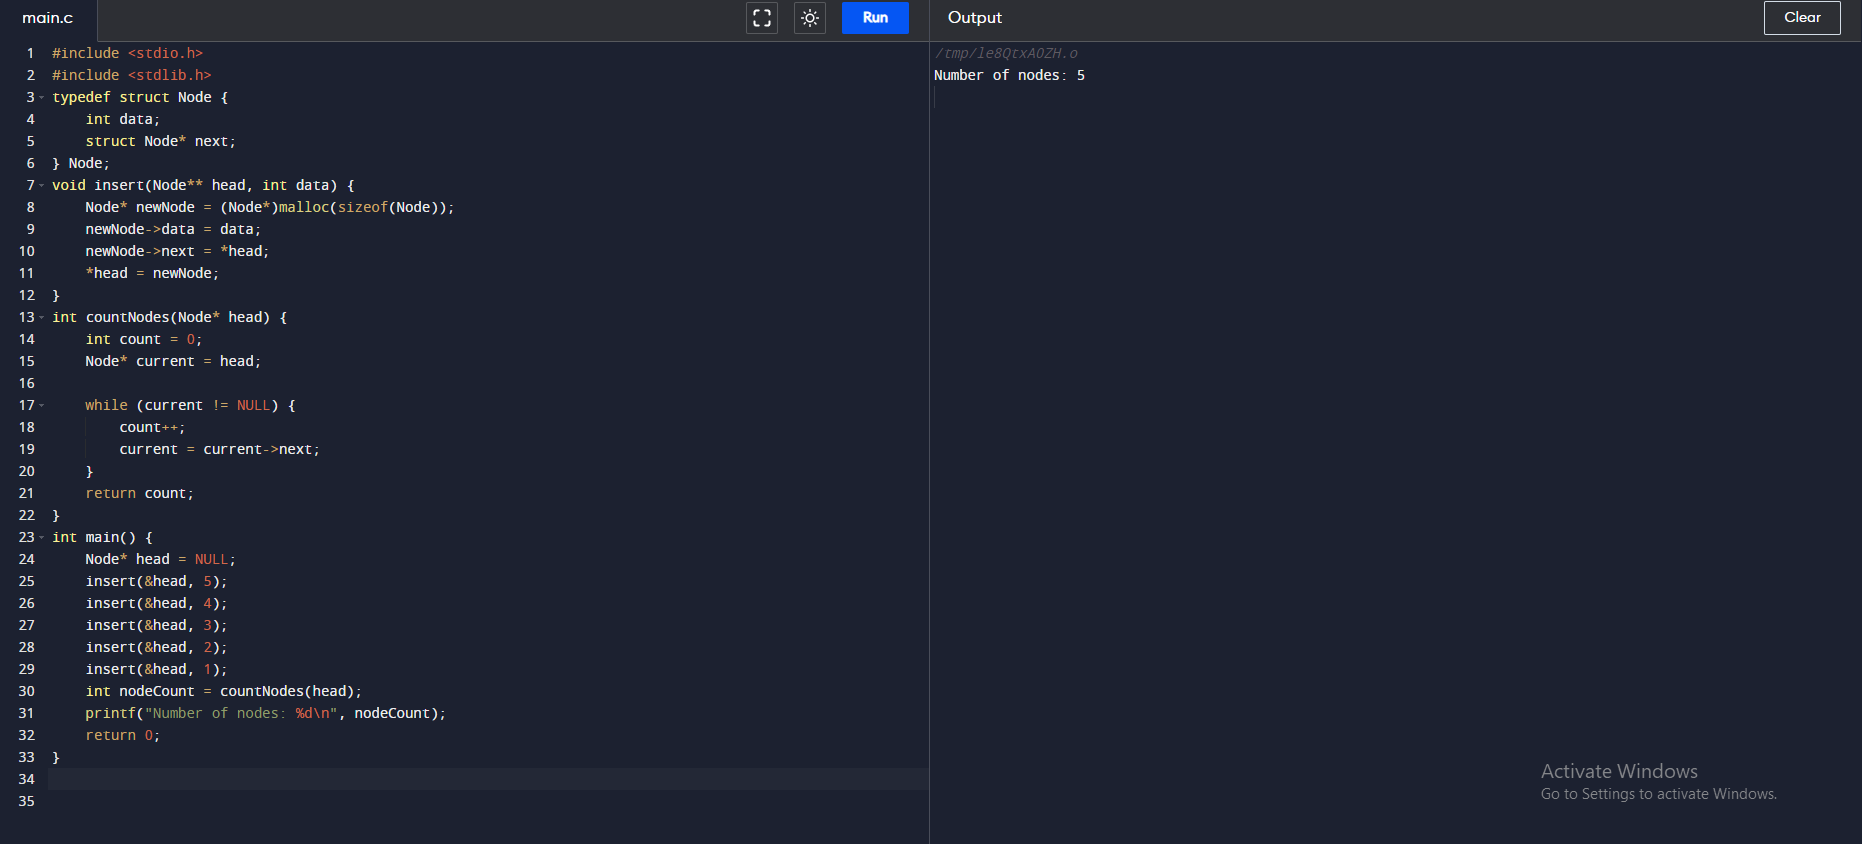 main.c
Run
Output
Clear
1 #include <stdio.h>
2 #include <stdlib.h>
3 typedef struct Node {
4     int data;
5     struct Node* next;
6 } Node;
7 void insert(Node** head, int data) {
8     Node* newNode = (Node*)malloc(sizeof(Node));
9     newNode->data = data;
10     newNode->next = *head;
11     *head = newNode;
12 }
13 int countNodes(Node* head) {
14     int count = 0;
15     Node* current = head;
16
17     while (current != NULL) {
18         count++;
19         current = current->next;
20     }
21     return count;
22 }
23 int main() {
24     Node* head = NULL;
25     insert(&head, 5);
26     insert(&head, 4);
27     insert(&head, 3);
28     insert(&head, 2);
29     insert(&head, 1);
30     int nodeCount = countNodes(head);
31     printf("Number of nodes: %d\n", nodeCount);
32     return 0;
33 }
34
35
/tmp/le8QtxAOZH.o
Number of nodes: 5
Activate Windows
Go to Settings to activate Windows.